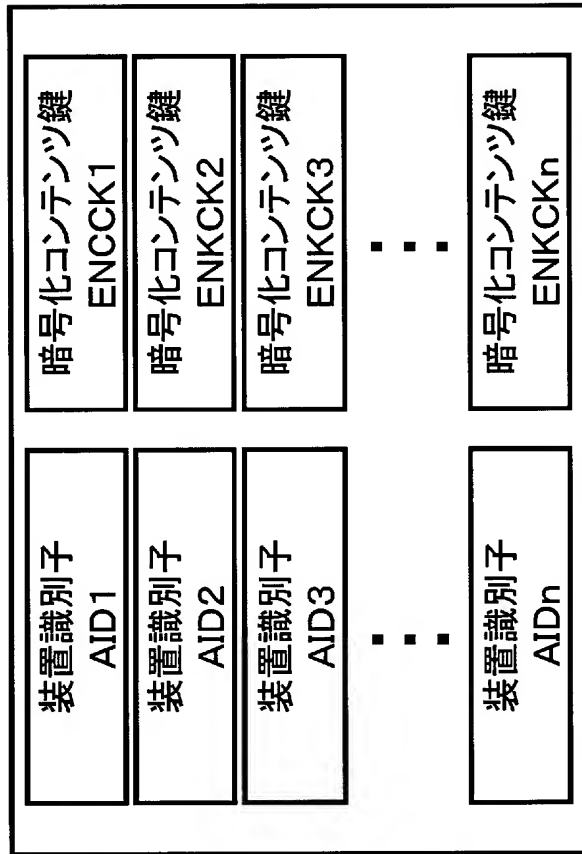 装置識別子
AID1
暗号化コンテンツ鍵
ENCCK1
装置識別子
AID2
暗号化コンテンツ鍵
ENKCK2
装置識別子
AID3
暗号化コンテンツ鍵
ENKCK3
装置識別子
AIDn
暗号化コンテンツ鍵
ENKCKn